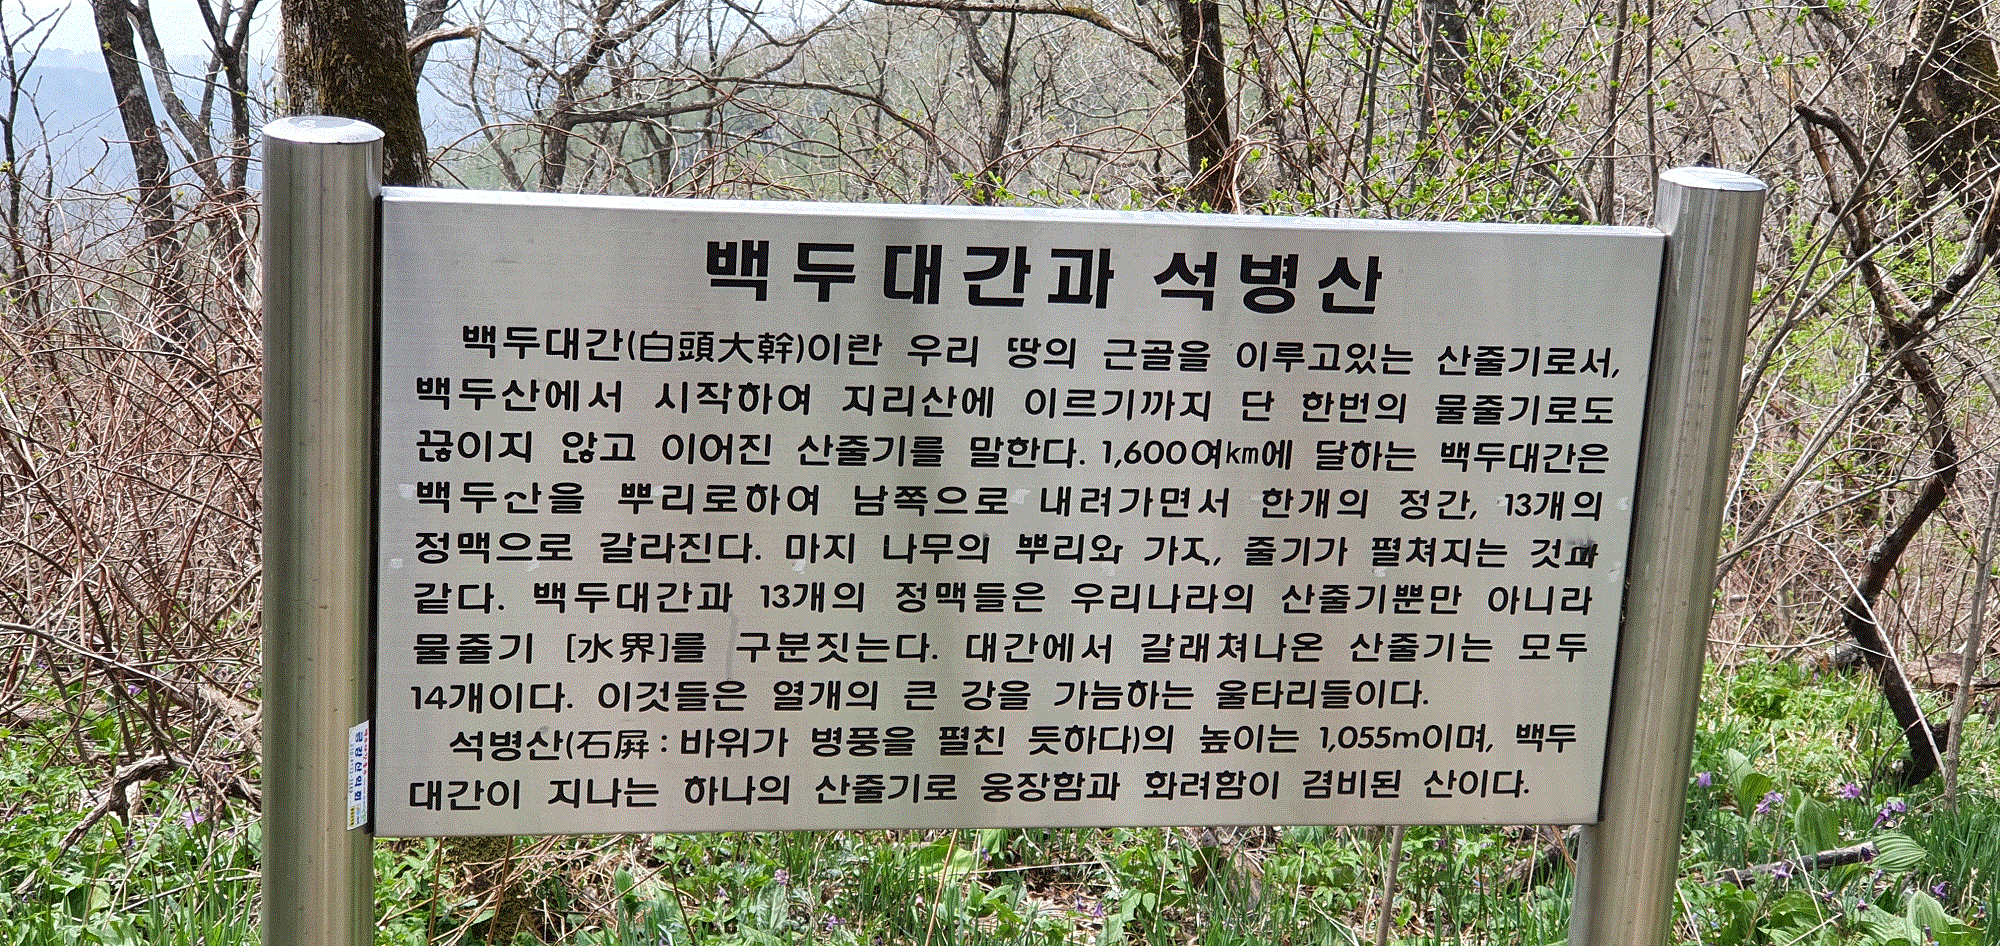 백두대간과 석병산
백두대간(白頭大幹)이란 우리 땅의 근골을 이루고있는 산줄기로서,
백두산에서 시작하여 지리산에 이르기까지 단 한번의 물줄기로도
끊이지 않고 이어진 산줄기를 말한다. 1,600여km에 달하는 백두대간은
백두산을 뿌리로하여 남쪽으로 내려가면서 한개의 정간, 13개의
정맥으로 갈라진다. 마치 나무의 뿌리와 가지, 줄기가 펼쳐지는 것과
같다. 백두대간과 13개의 정맥들은 우리나라의 산줄기뿐만 아니라
물줄기 [水界]를 구분짓는다. 대간에서 갈래쳐나온 산줄기는 모두
14개이다. 이것들은 열개의 큰 강을 가늠하는 울타리들이다.
석병산(石屛 : 바위가 병풍을 펼친 듯하다)의 높이는 1,055m이며, 백두
대간이 지나는 하나의 산줄기로 웅장함과 화려함이 겸비된 산이다.